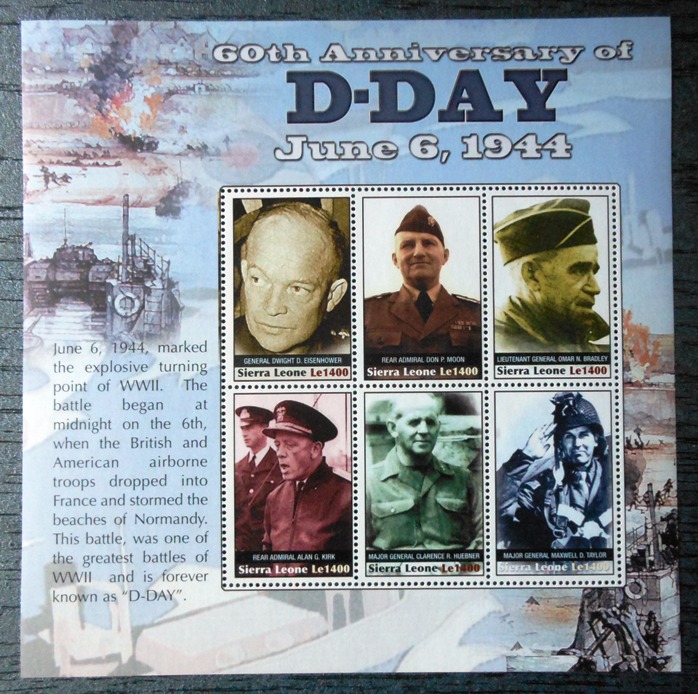 60th Anniversary of
D-DAY
June 6, 1944
GENERAL DWIGHT D. EISENHOWER
Sierra Leone Le1400
REAR ADMIRAL DON P. MOON
Sierra Leone Le1400
LIEUTENANT GENERAL OMAR N. BRADLEY
Sierra Leone Le1400
June 6, 1944, marked
the explosive turning
point of WWII. The
battle began at
midnight on the 6th,
when the British and
American airborne
troops dropped into
France and stormed the
beaches of Normandy.
This battle, was one of
the greatest battles of
WWII and is forever
known as "D-DAY".
REAR ADMIRAL ALAN G. KIRK
Sierra Leone Le1400
MAJOR GENERAL CLARENCE R. HUEBNER
Sierra Leone Le1400
MAJOR GENERAL MAXWELL D. TAYLOR
Sierra Leone Le1400